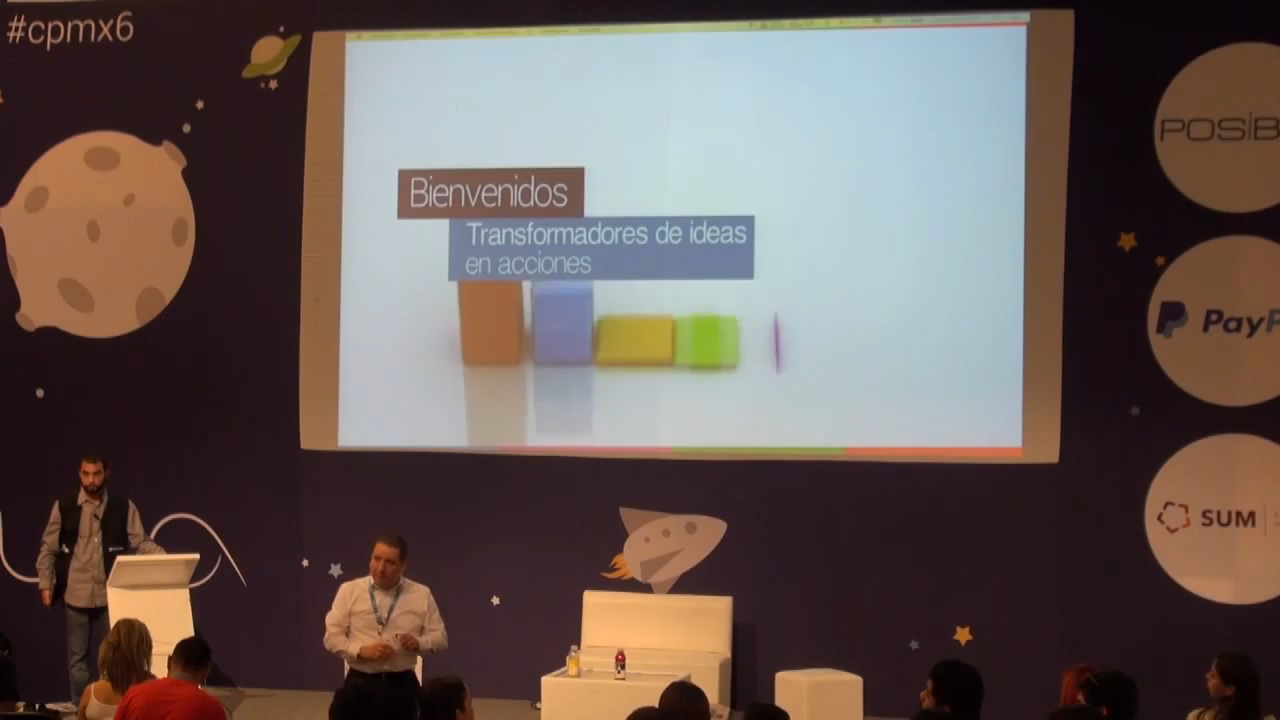 #cpmx6
Bienvenidos
Transformadores de ideas
en acciones
POSIB
PayP
SUM